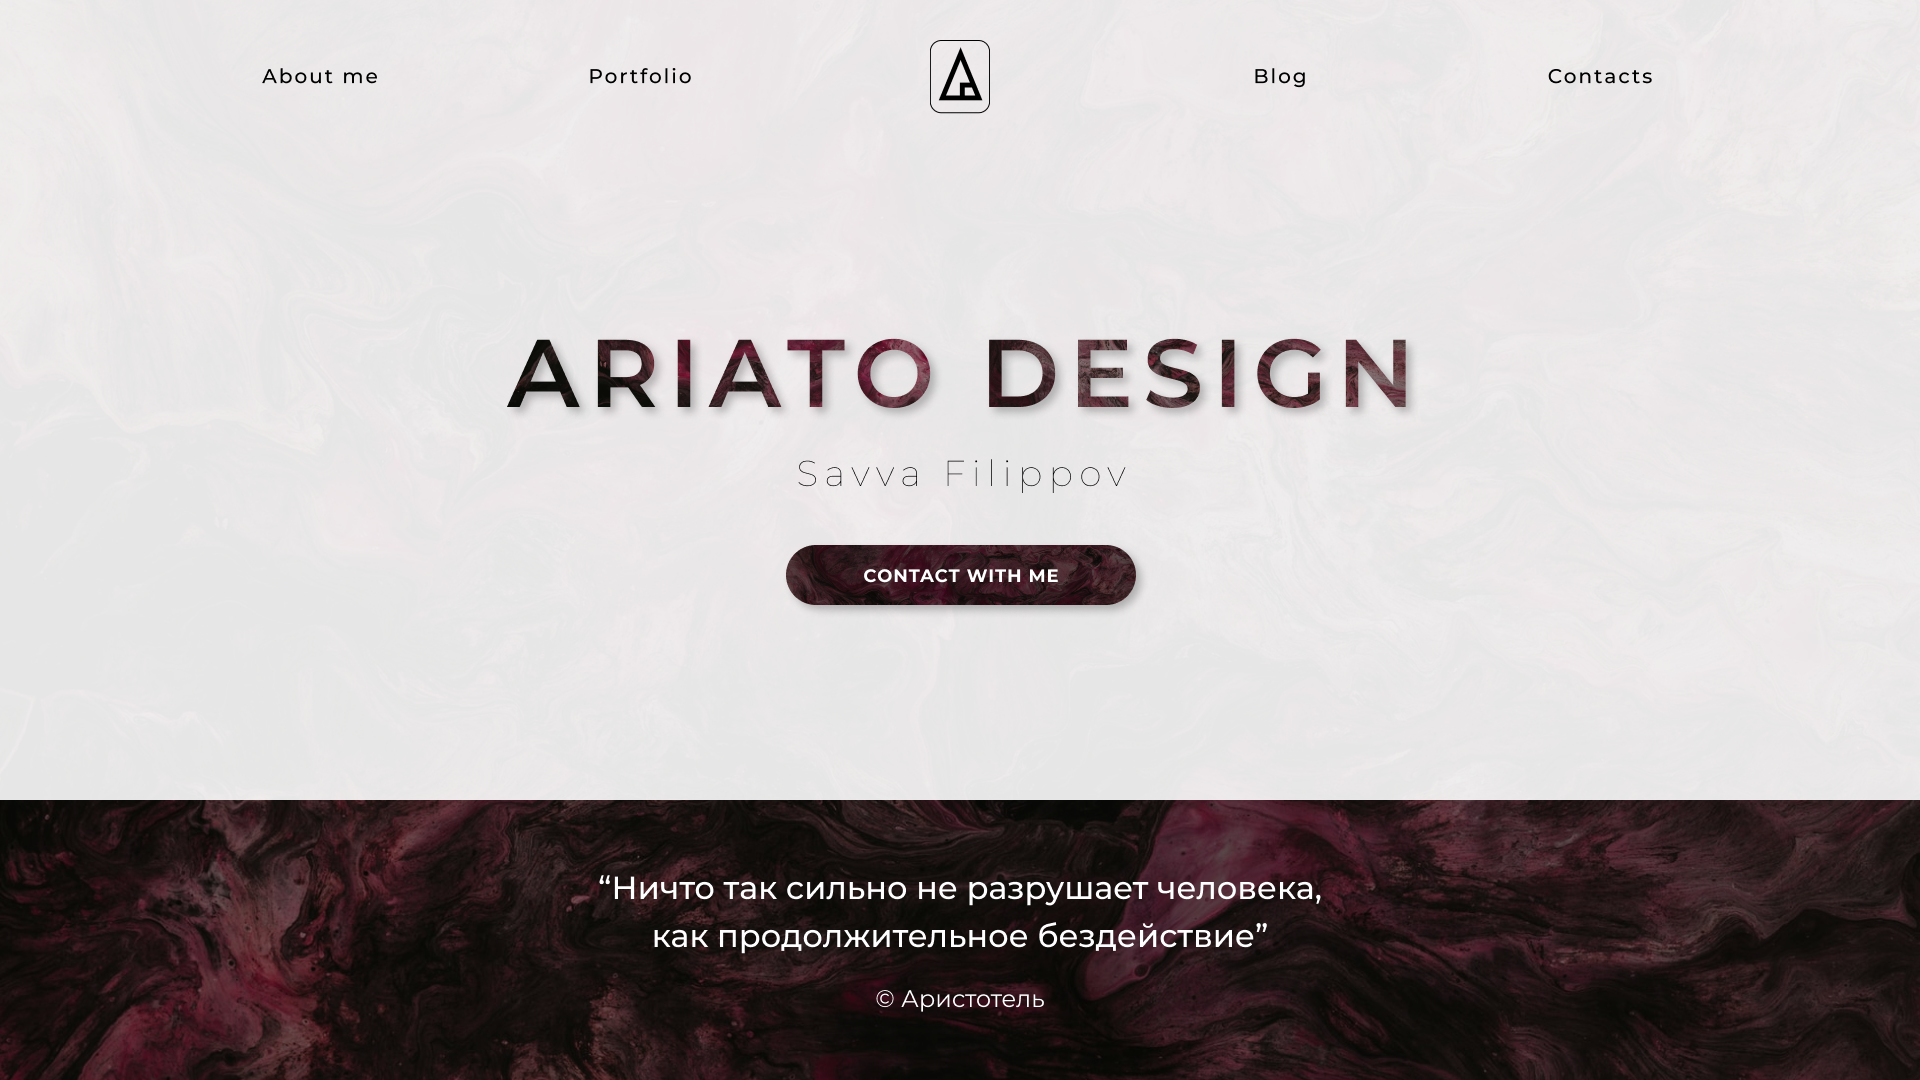 About me
Portfolio
Blog
Contacts
ARIATO DESIGN
Savva Filippov
CONTACT WITH ME
“Ничто так сильно не разрушает человека,
как продолжительное бездействие”
© Аристотель